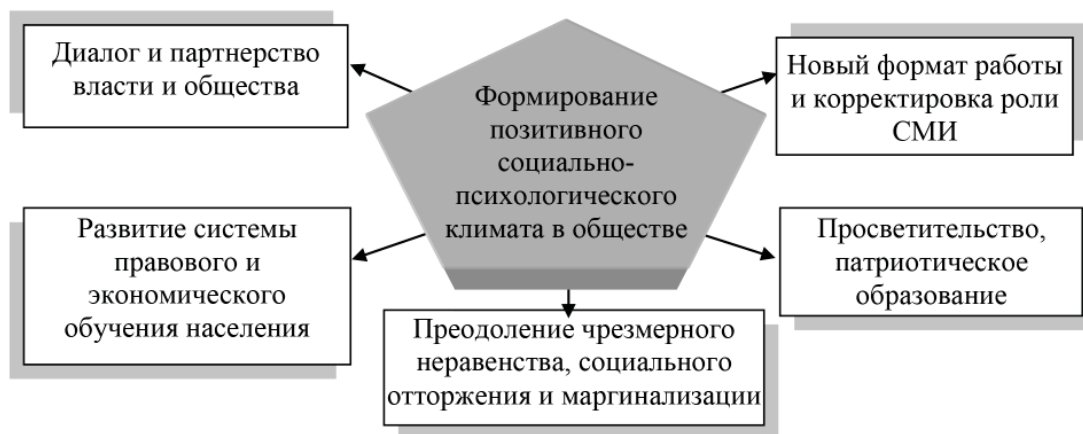 Диалог и партнерство
власти и общества
Формирование
позитивного
социально-
психологического
климата в обществе
Новый формат работы
и корректировка роли
СМИ
Развитие системы
правового и
экономического
обучения населения
Просветительство,
патриотическое
образование
Преодоление чрезмерного
неравенства, социального
отторжения и маргинализации